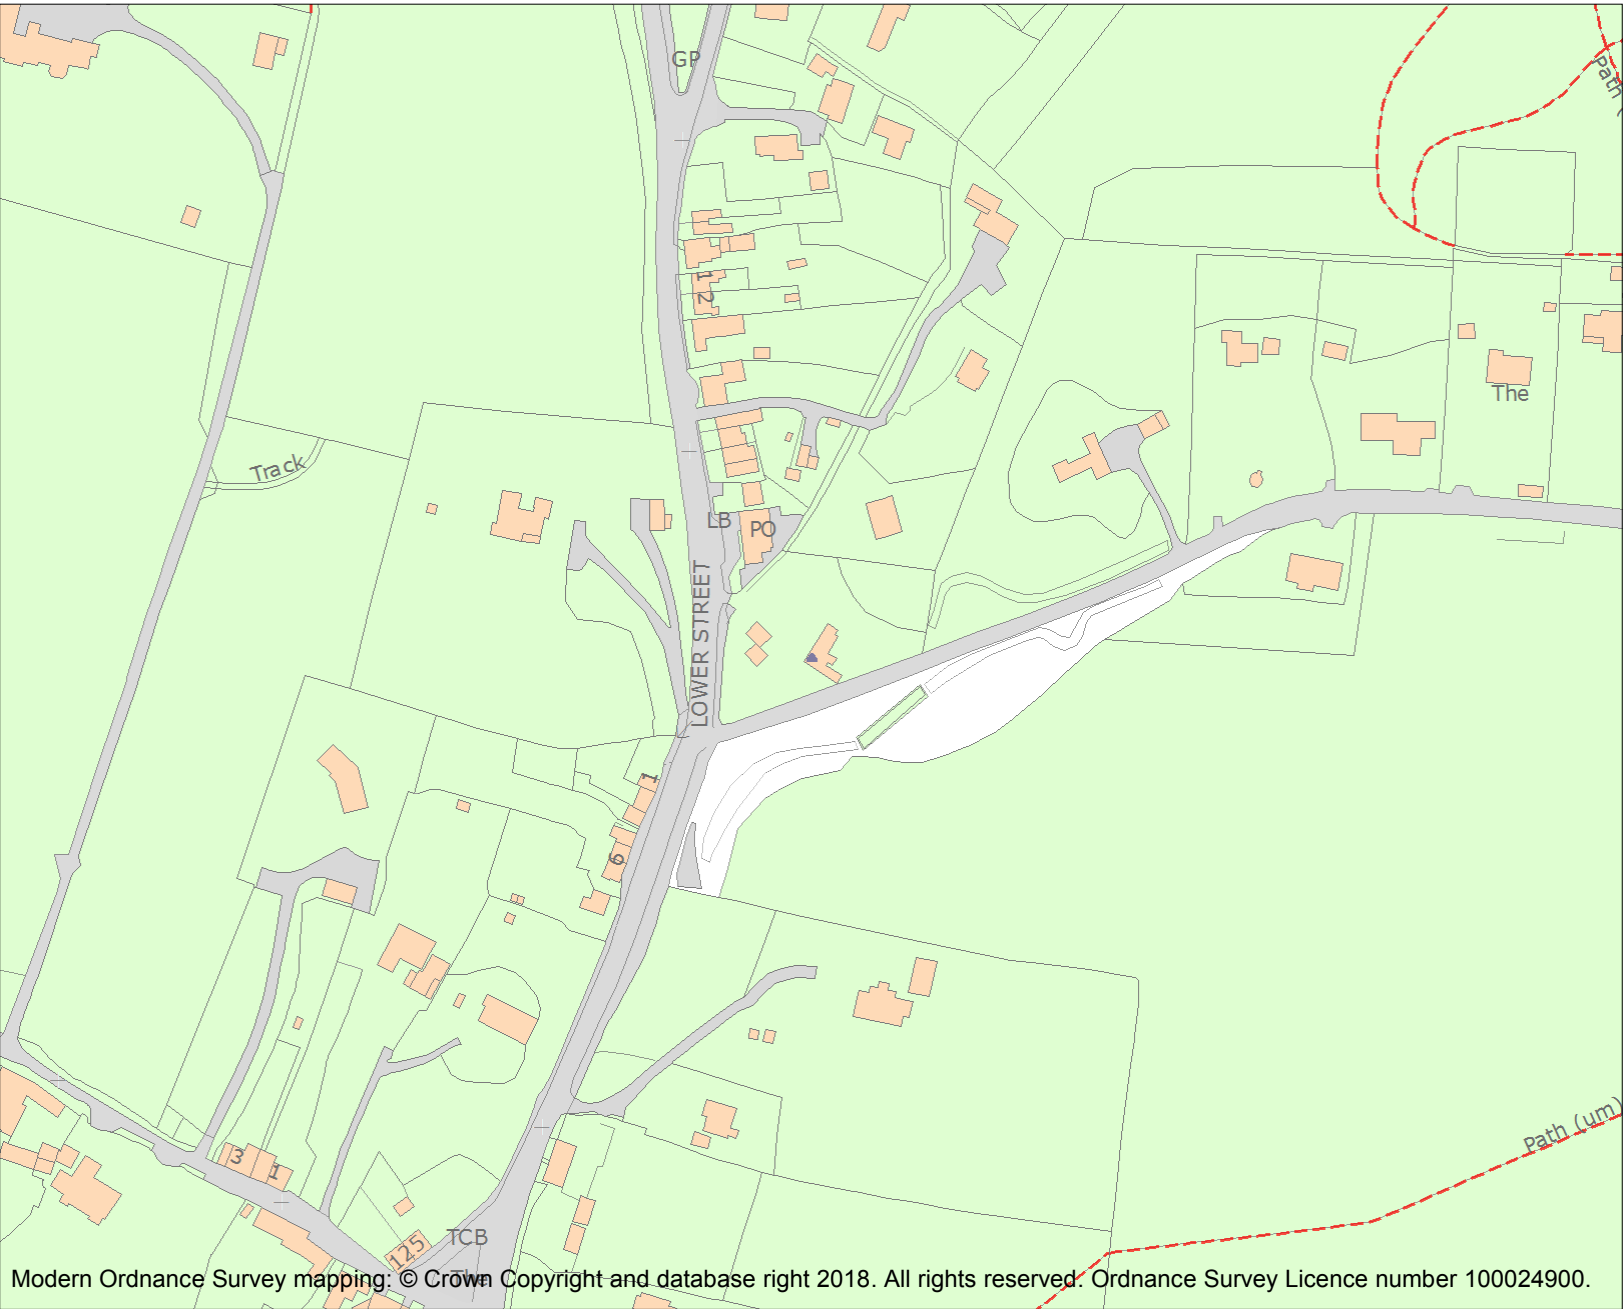 GP
Path
12
Track
The
LB
PO
LOWER STREET
1
6
Path (um)
3
1
125
TCB
The
Modern Ordnance Survey mapping: © Crown Copyright and database right 2018. All rights reserved. Ordnance Survey Licence number 100024900.